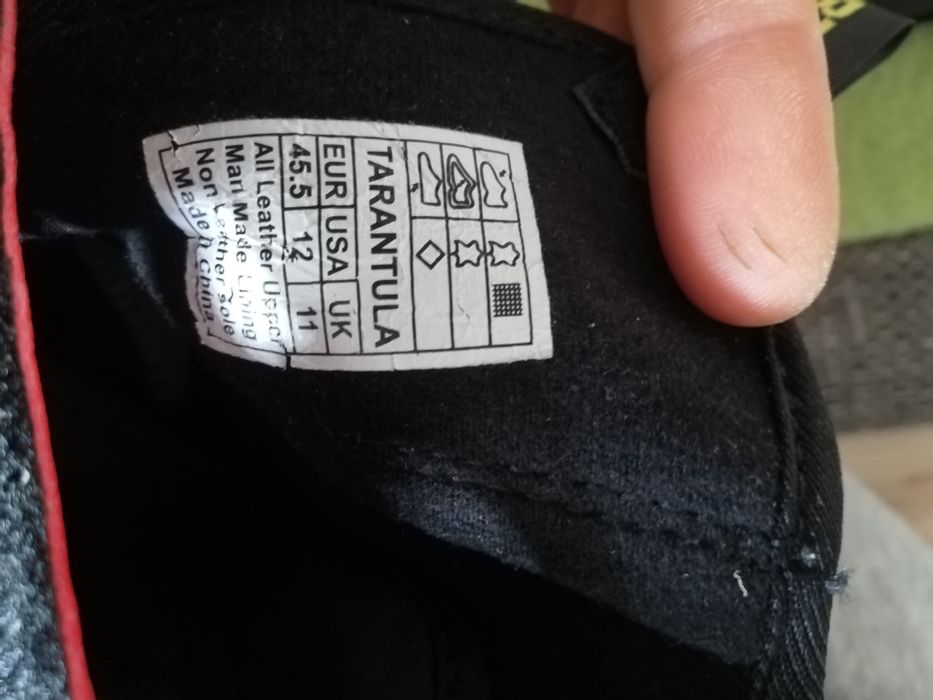 TARANTULA
EUR USA UK
45.5 12 11
All Leather Upper
Man Made Lining
Non Leather sole
Made in China